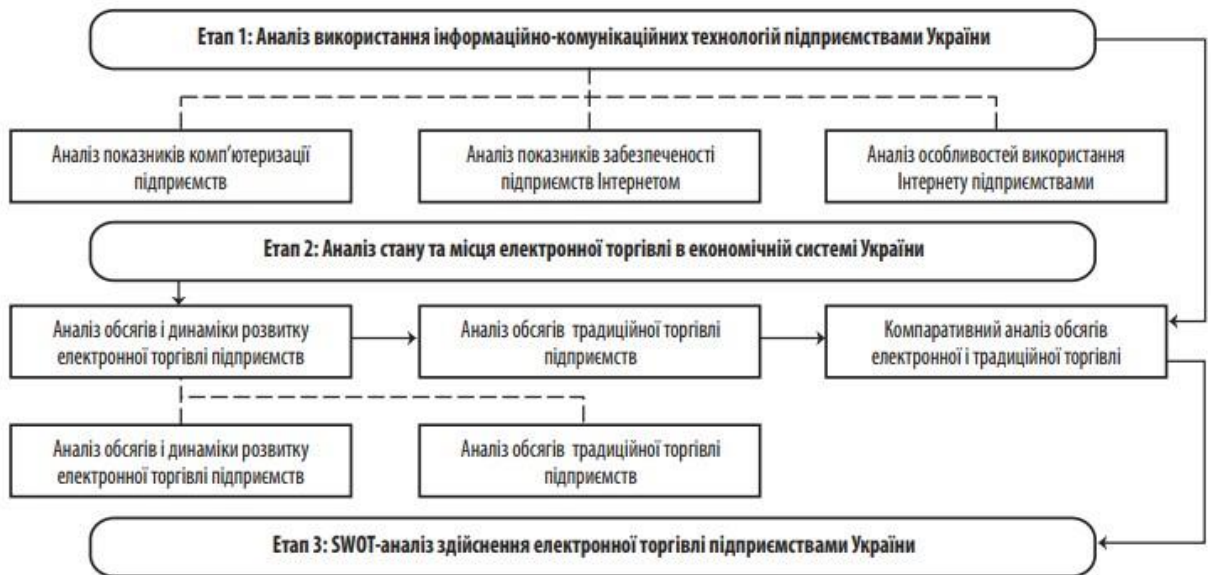 Етап 1: Аналіз використання інформаційно-комунікаційних технологій підприємствами України
Аналіз показників комп’ютеризації
підприємств
Аналіз показників забезпеченості
підприємств Інтернетом
Аналіз особливостей використання
Інтернету підприємствами
Етап 2: Аналіз стану та місця електронної торгівлі в економічній системі України
Аналіз обсягів і динаміки розвитку
електронної торгівлі підприємств
Аналіз обсягів традиційної торгівлі
підприємств
Компаративний аналіз обсягів
електронної і традиційної торгівлі
Аналіз обсягів і динаміки розвитку
електронної торгівлі підприємств
Аналіз обсягів традиційної торгівлі
підприємств
Етап 3: SWOT-аналіз здійснення електронної торгівлі підприємствами України